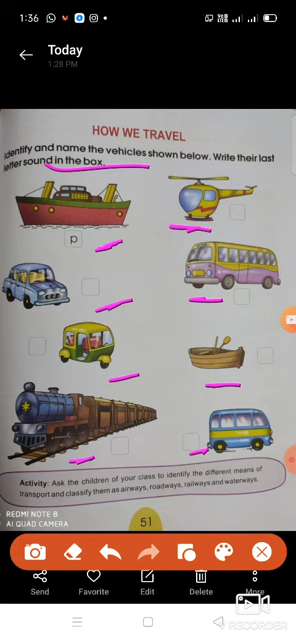 1:36
Today
1:28 PM
HOW WE TRAVEL
Identify and name the vehicles shown below. Write their last
letter sound in the box.
p
Activity: Ask the children of your class to identify the different means of
transport and classify them as airways, roadways, railways and waterways.
REDMI NOTE 8
AI QUAD CAMERA
51
Send
Favorite
Edit
Delete
More
RECORDER